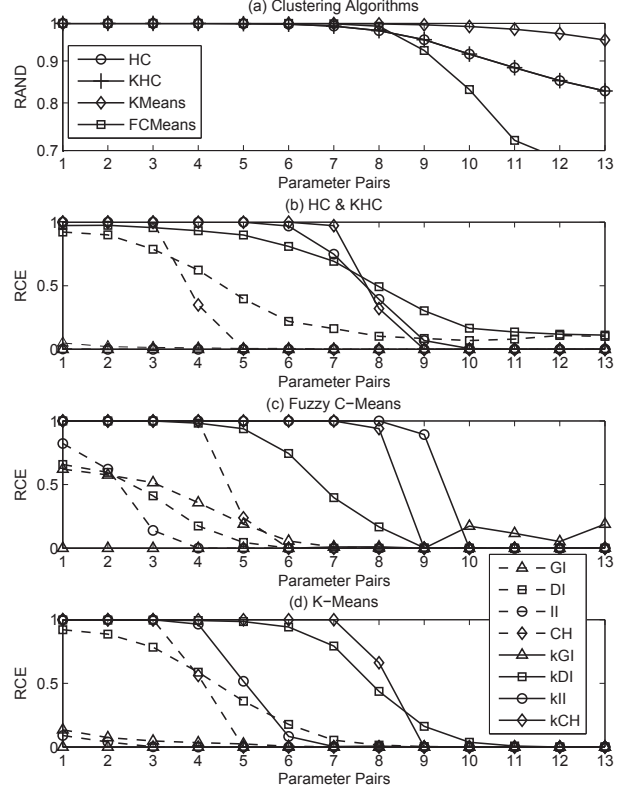 (a) Clustering Algorithms
1
0.9
0.8
0.7
RAND
HC
KHC
KMeans
FCMeans
1 2 3 4 5 6 7 8 9 10 11 12 13
Parameter Pairs
(b) HC & KHC
1
0.5
0
RCE
1 2 3 4 5 6 7 8 9 10 11 12 13
Parameter Pairs
(c) Fuzzy C−Means
1
0.5
0
RCE
1 2 3 4 5 6 7 8 9 10 11 12 13
Parameter Pairs
GI
DI
II
CH
kGI
kDI
kII
kCH
(d) K−Means
1
0.5
0
RCE
1 2 3 4 5 6 7 8 9 10 11 12 13
Parameter Pairs